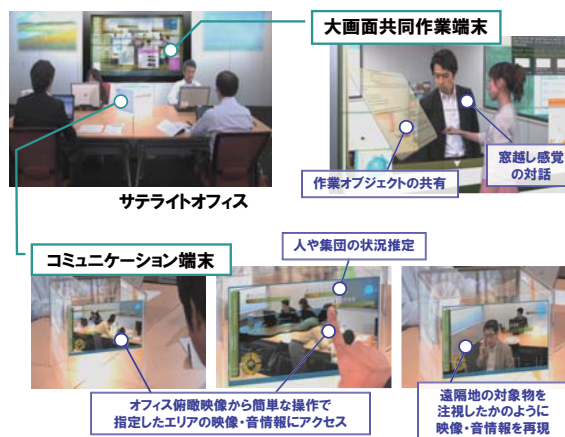 大画面共同作業端末
作業オブジェクトの共有
窓越し感覚
の対話
サテライトオフィス
コミュニケーション端末
人や集団の状況推定
オフィス俯瞰映像から簡単な操作で
指定したエリアの映像・音情報にアクセス
遠隔地の対象物を
注視したかのように
映像・音情報を再現